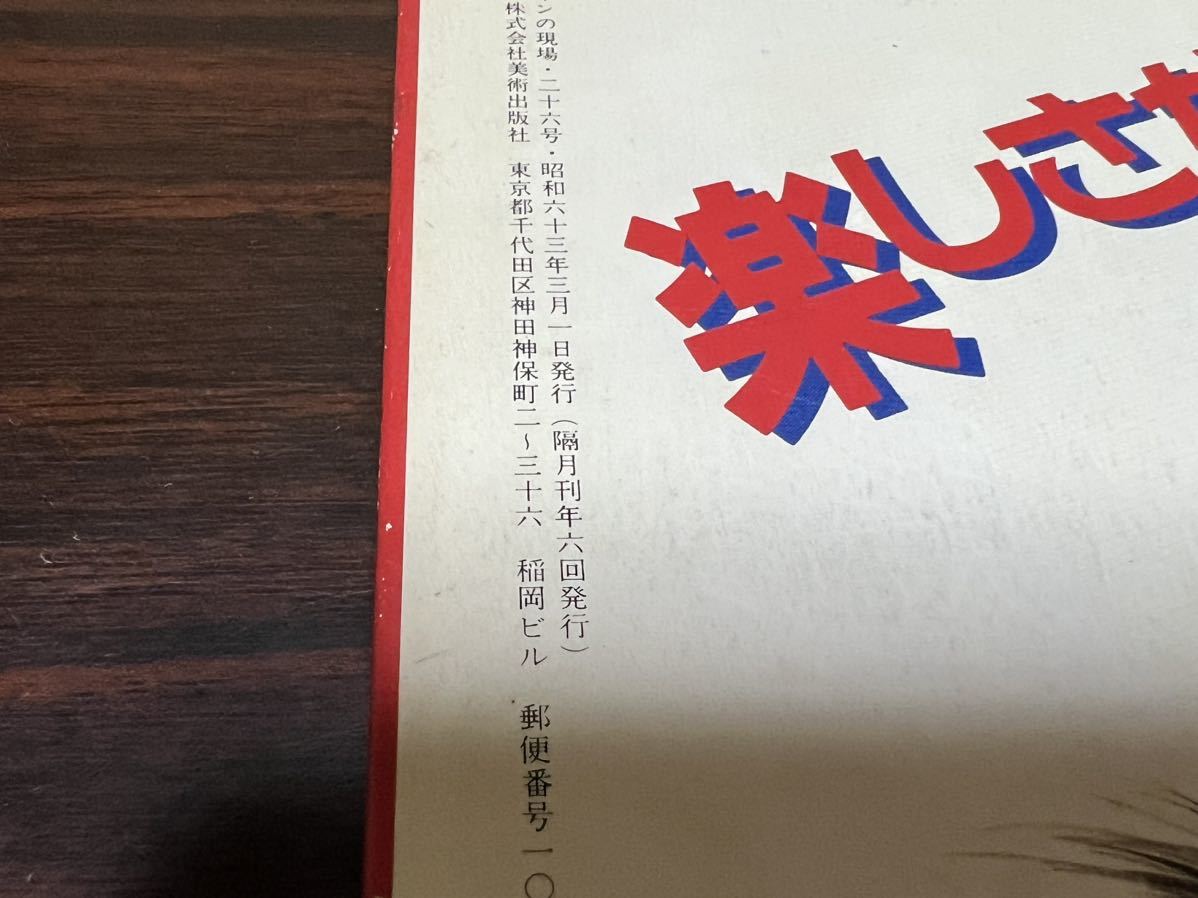 楽しさ
ンの現場・二十六号・昭和六十三年三月一日発行（隔月刊年六回発行）
株式会社美術出版社　東京都千代田区神田神保町二〜三十六　稲岡ビル　郵便番号一〇